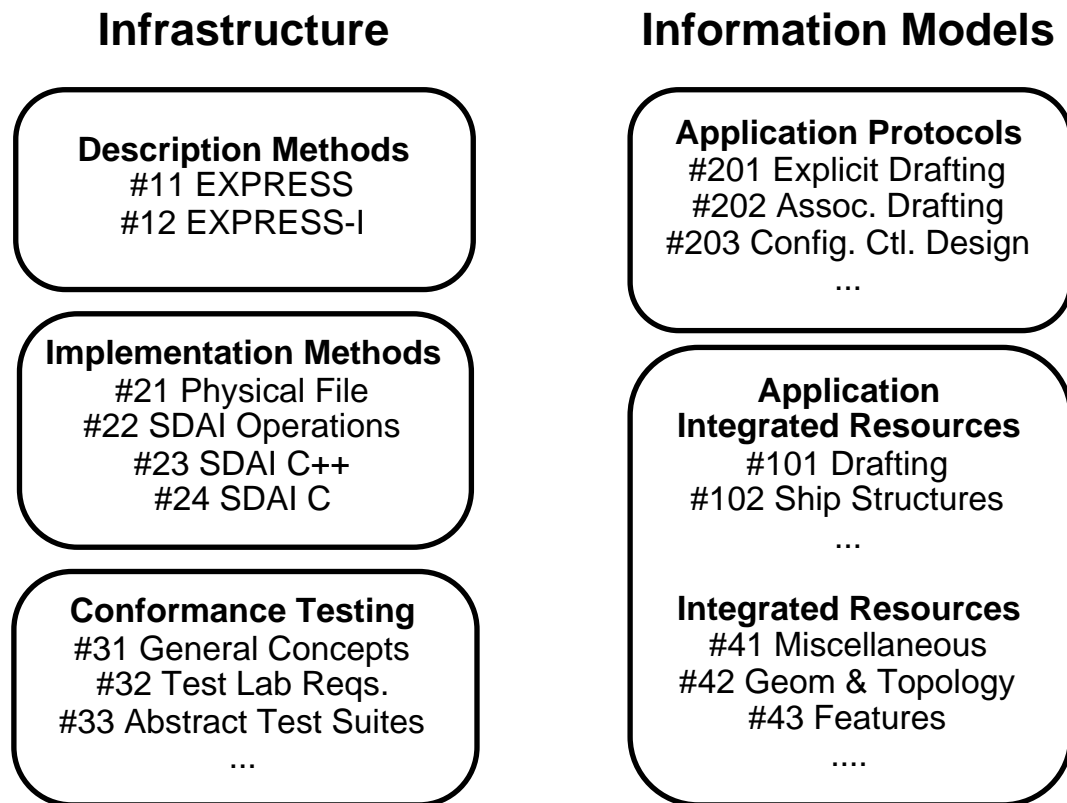 Infrastructure
Description Methods
#11 EXPRESS
#12 EXPRESS-I
Implementation Methods
#21 Physical File
#22 SDAI Operations
#23 SDAI C++
#24 SDAI C
Conformance Testing
#31 General Concepts
#32 Test Lab Reqs.
#33 Abstract Test Suites
...
Information Models
Application Protocols
#201 Explicit Drafting
#202 Assoc. Drafting
#203 Config. Ctl. Design
...
Application
Integrated Resources
#101 Drafting
#102 Ship Structures
...
Integrated Resources
#41 Miscellaneous
#42 Geom & Topology
#43 Features
....